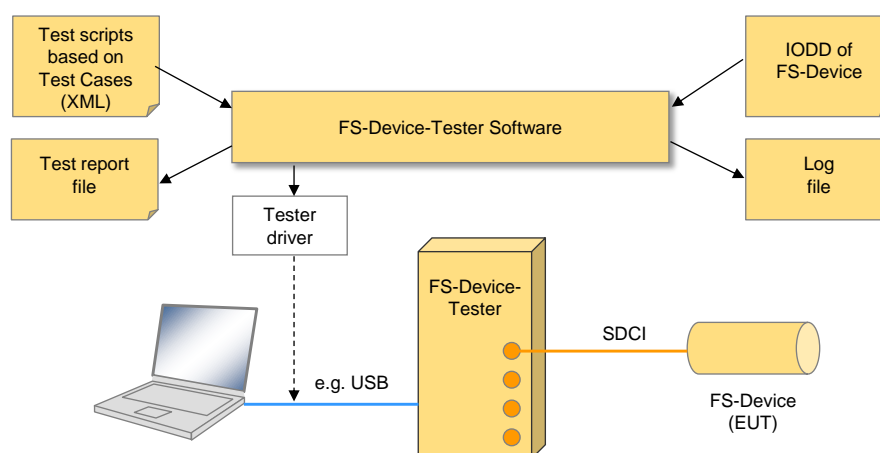 Test scripts
based on
Test Cases
(XML)
IODD of
FS-Device
FS-Device-Tester Software
Test report
file
Log
file
Tester
driver
FS-Device-
Tester
SDCI
e.g. USB
FS-Device
(EUT)